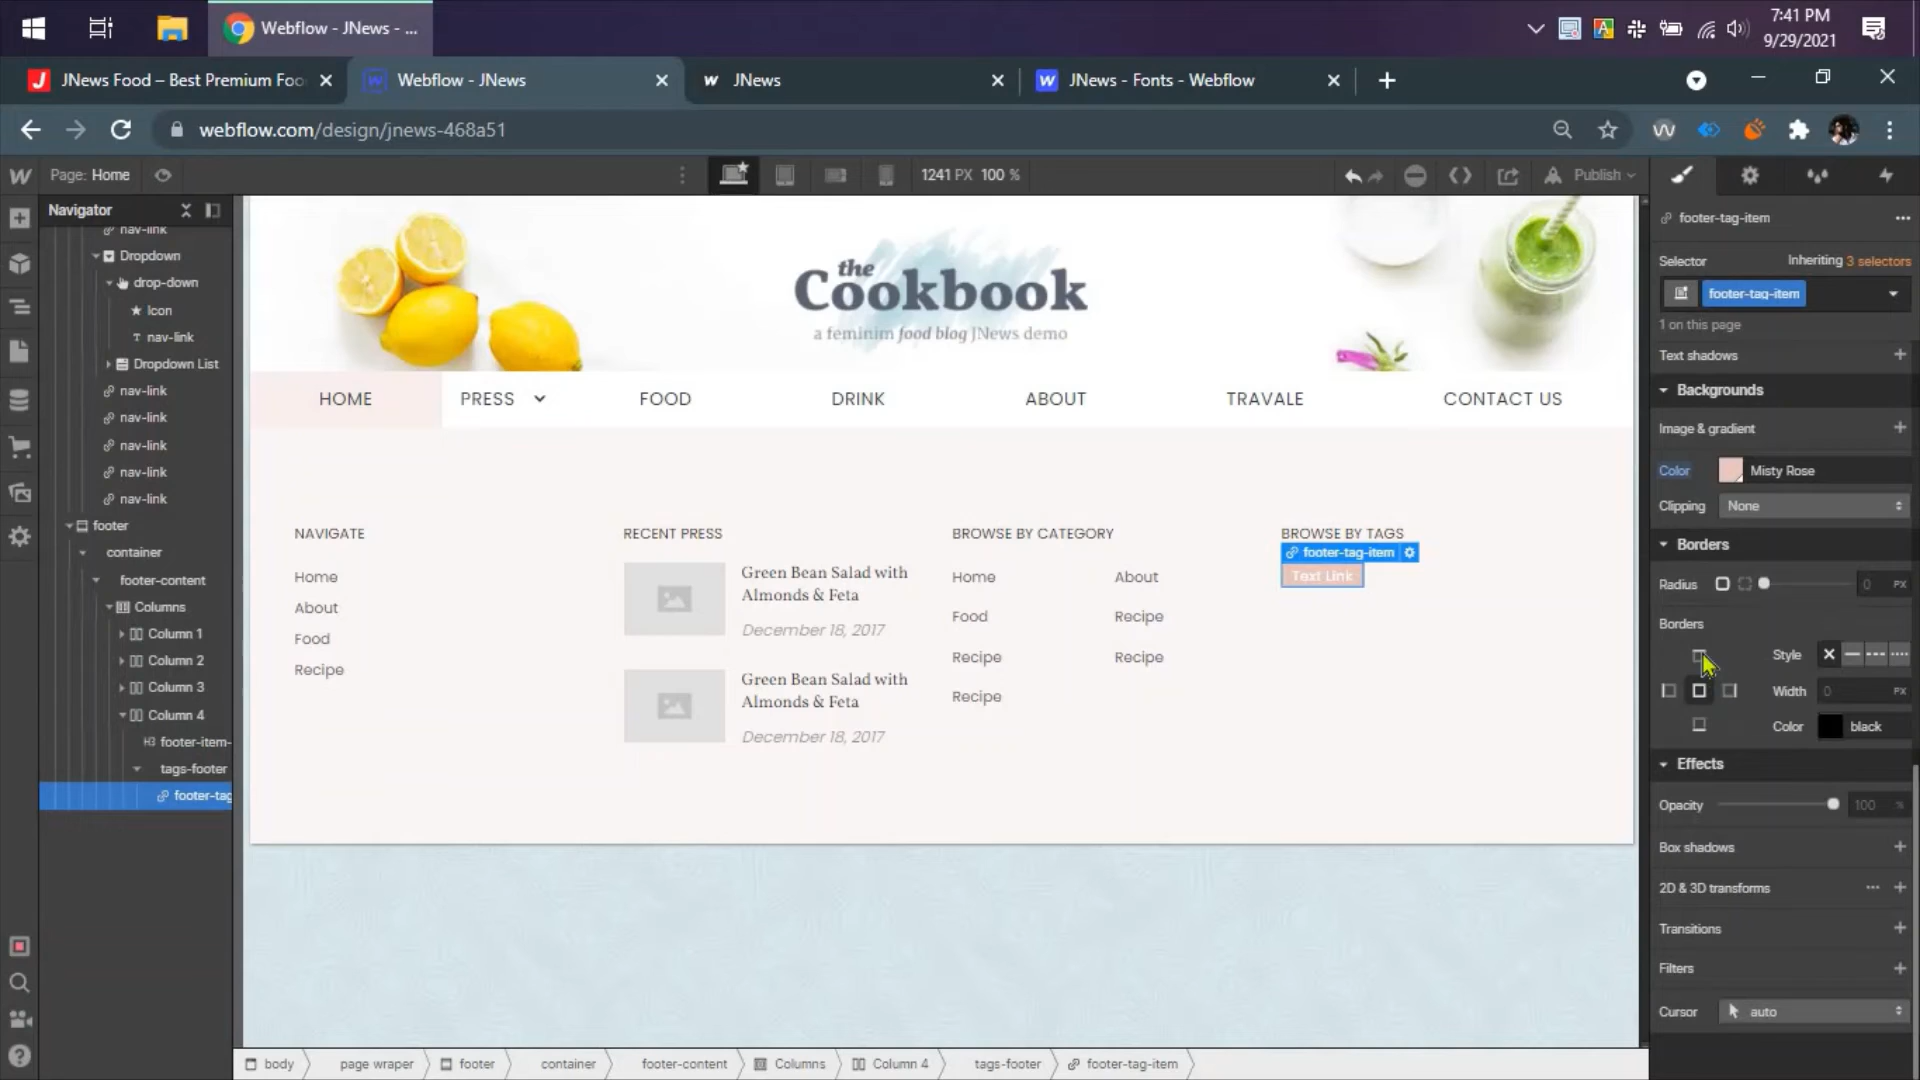 Webflow - JNews - ...
7:41 PM
9/29/2021
JNews Food – Best Premium Foo
Webflow - JNews
JNews
JNews - Fonts - Webflow
webflow.com/design/jnews-468a51
Page: Home
1241 PX 100 %
Publish
Navigator
nav-link
Dropdown
drop-down
Icon
nav-link
Dropdown List
nav-link
nav-link
nav-link
nav-link
nav-link
footer
container
footer-content
Columns
Column 1
Column 2
Column 3
Column 4
H3 footer-item-
tags-footer
footer-tag
the
Cookbook
a feminim food blog JNews demo
HOME
PRESS
FOOD
DRINK
ABOUT
TRAVALE
CONTACT US
NAVIGATE
Home
About
Food
Recipe
RECENT PRESS
Green Bean Salad with
Almonds & Feta
December 18, 2017
Green Bean Salad with
Almonds & Feta
December 18, 2017
BROWSE BY CATEGORY
Home
Food
Recipe
Recipe
About
Recipe
Recipe
BROWSE BY TAGS
footer-tag-item
Text Link
footer-tag-item
Selector
Inheriting 3 selectors
footer-tag-item
1 on this page
Text shadows
Backgrounds
Image & gradient
Color Misty Rose
Clipping None
Borders
Radius 0 PX
Borders
Style
Width 0 PX
Color black
Effects
Opacity 100 %
Box shadows
2D & 3D transforms
Transitions
Filters
Cursor auto
body
page wraper
footer
container
footer-content
Columns
Column 4
tags-footer
footer-tag-item